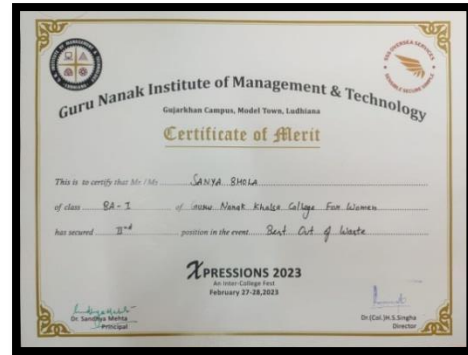 Guru Nanak Institute of Management & Technology
Gujarkhan Campus, Model Town, Ludhiana
Certificate of Merit
This is to certify that Mr / Ms SANYA BHOLA
of class BA - I of Guru Nanak Khalsa College For Women
has secured IInd position in the event Best Out of Waste
XPRESSIONS 2023
An Inter-College Fest
February 27-28,2023
Dr. Sandhya Mehta
Principal
Dr (Col.)H.S.Singha
Director